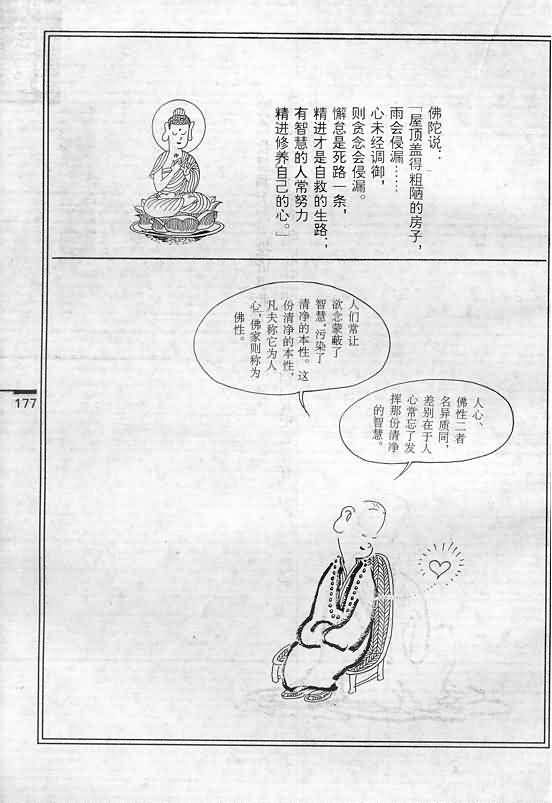 佛陀说：
「屋顶盖得粗陋的房子，
雨会侵漏……
心未经调御，
则贪念会侵漏。
懈怠是死路一条，
精进才是自救的生路；
有智慧的人常努力
精进修养自己的心。」
人们常让
欲念蒙蔽了
智慧，污染了
清净的本性。这
份清净的本性，
凡夫称它为人
心，佛家则称为
佛性。
人心、
佛性二者
名异质同，
差别在于人
心常忘了发
挥那份清净
的智慧。
177